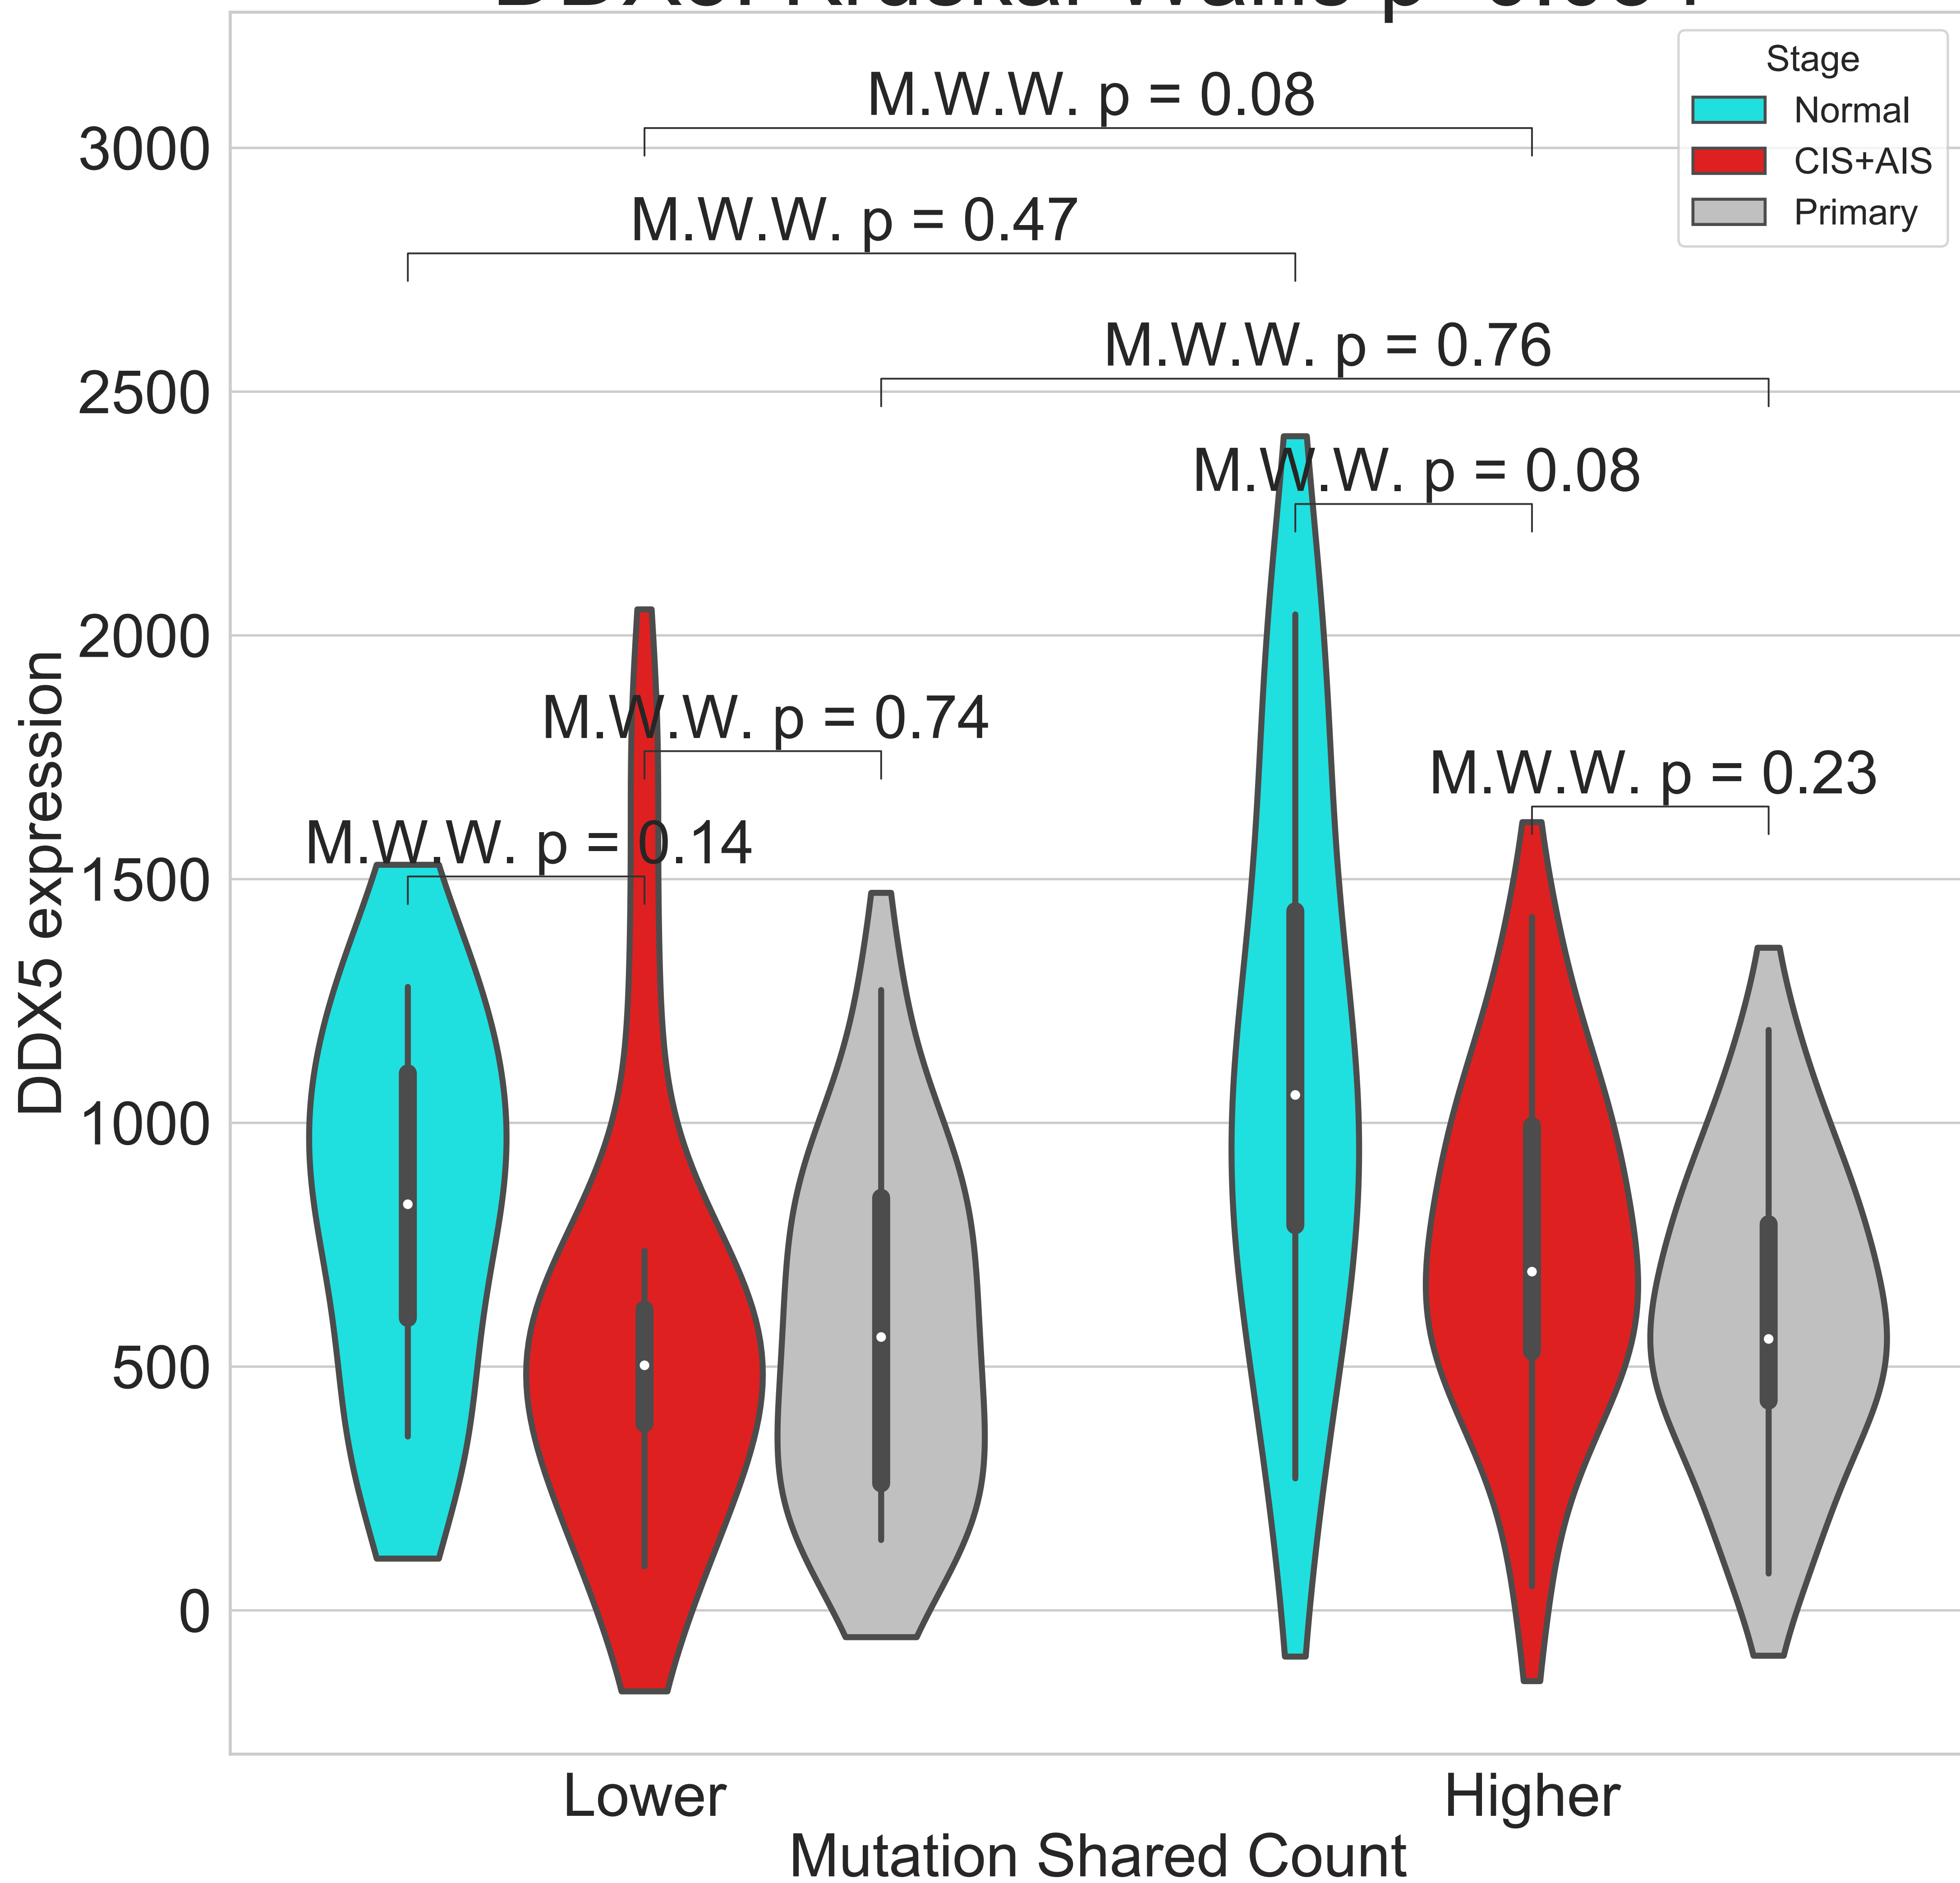 Stage
Normal
CIS+AIS
Primary
M.W.W. p = 0.08
3000
M.W.W. p = 0.47
M.W.W. p = 0.76
2500
M.W.W. p = 0.08
2000
M.W.W. p = 0.74
M.W.W. p = 0.23
M.W.W. p = 0.14
1500
1000
500
0
DDX5 expression
Lower
Higher
Mutation Shared Count